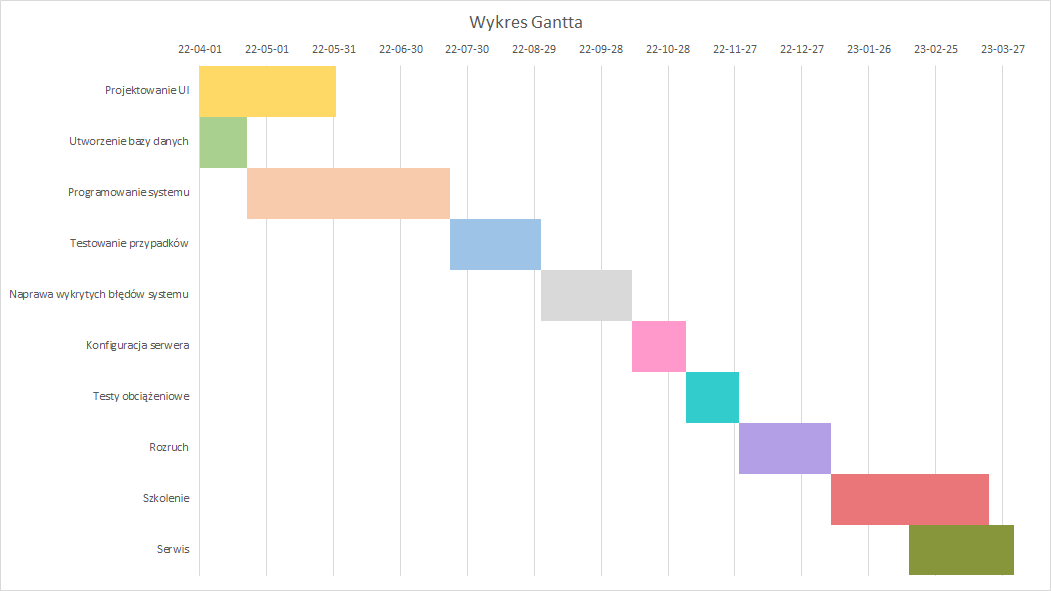 Wykres Gantta
22-04-01 22-05-01 22-05-31 22-06-30 22-07-30 22-08-29 22-09-28 22-10-28 22-11-27 22-12-27 23-01-26 23-02-25 23-03-27
Projektowanie UI
Utworzenie bazy danych
Programowanie systemu
Testowanie przypadków
Naprawa wykrytych błędów systemu
Konfiguracja serwera
Testy obciążeniowe
Rozruch
Szkolenie
Serwis